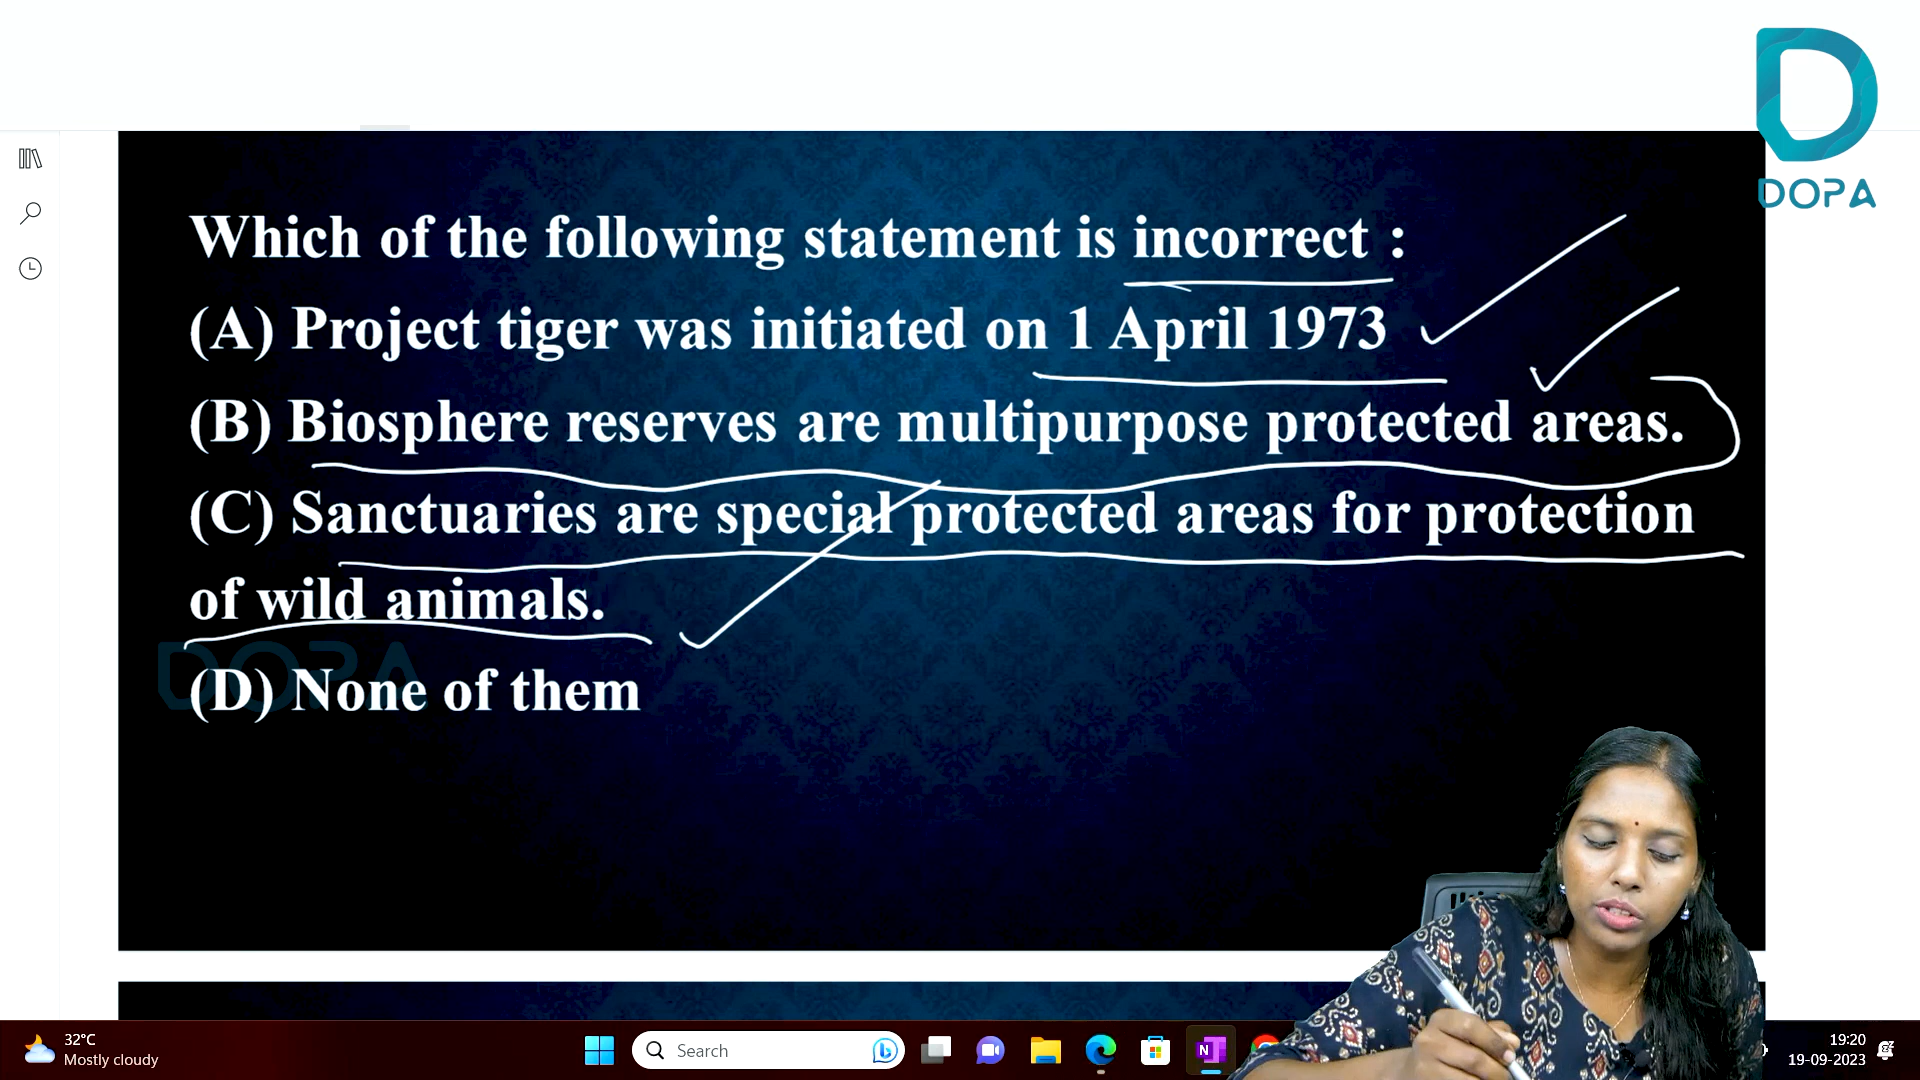 DOPA
Which of the following statement is incorrect :
(A) Project tiger was initiated on 1 April 1973
(B) Biosphere reserves are multipurpose protected areas.
(C) Sanctuaries are special protected areas for protection
of wild animals.
DOPA
(D) None of them
32°C
Mostly cloudy
Search
19:20
19-09-2023